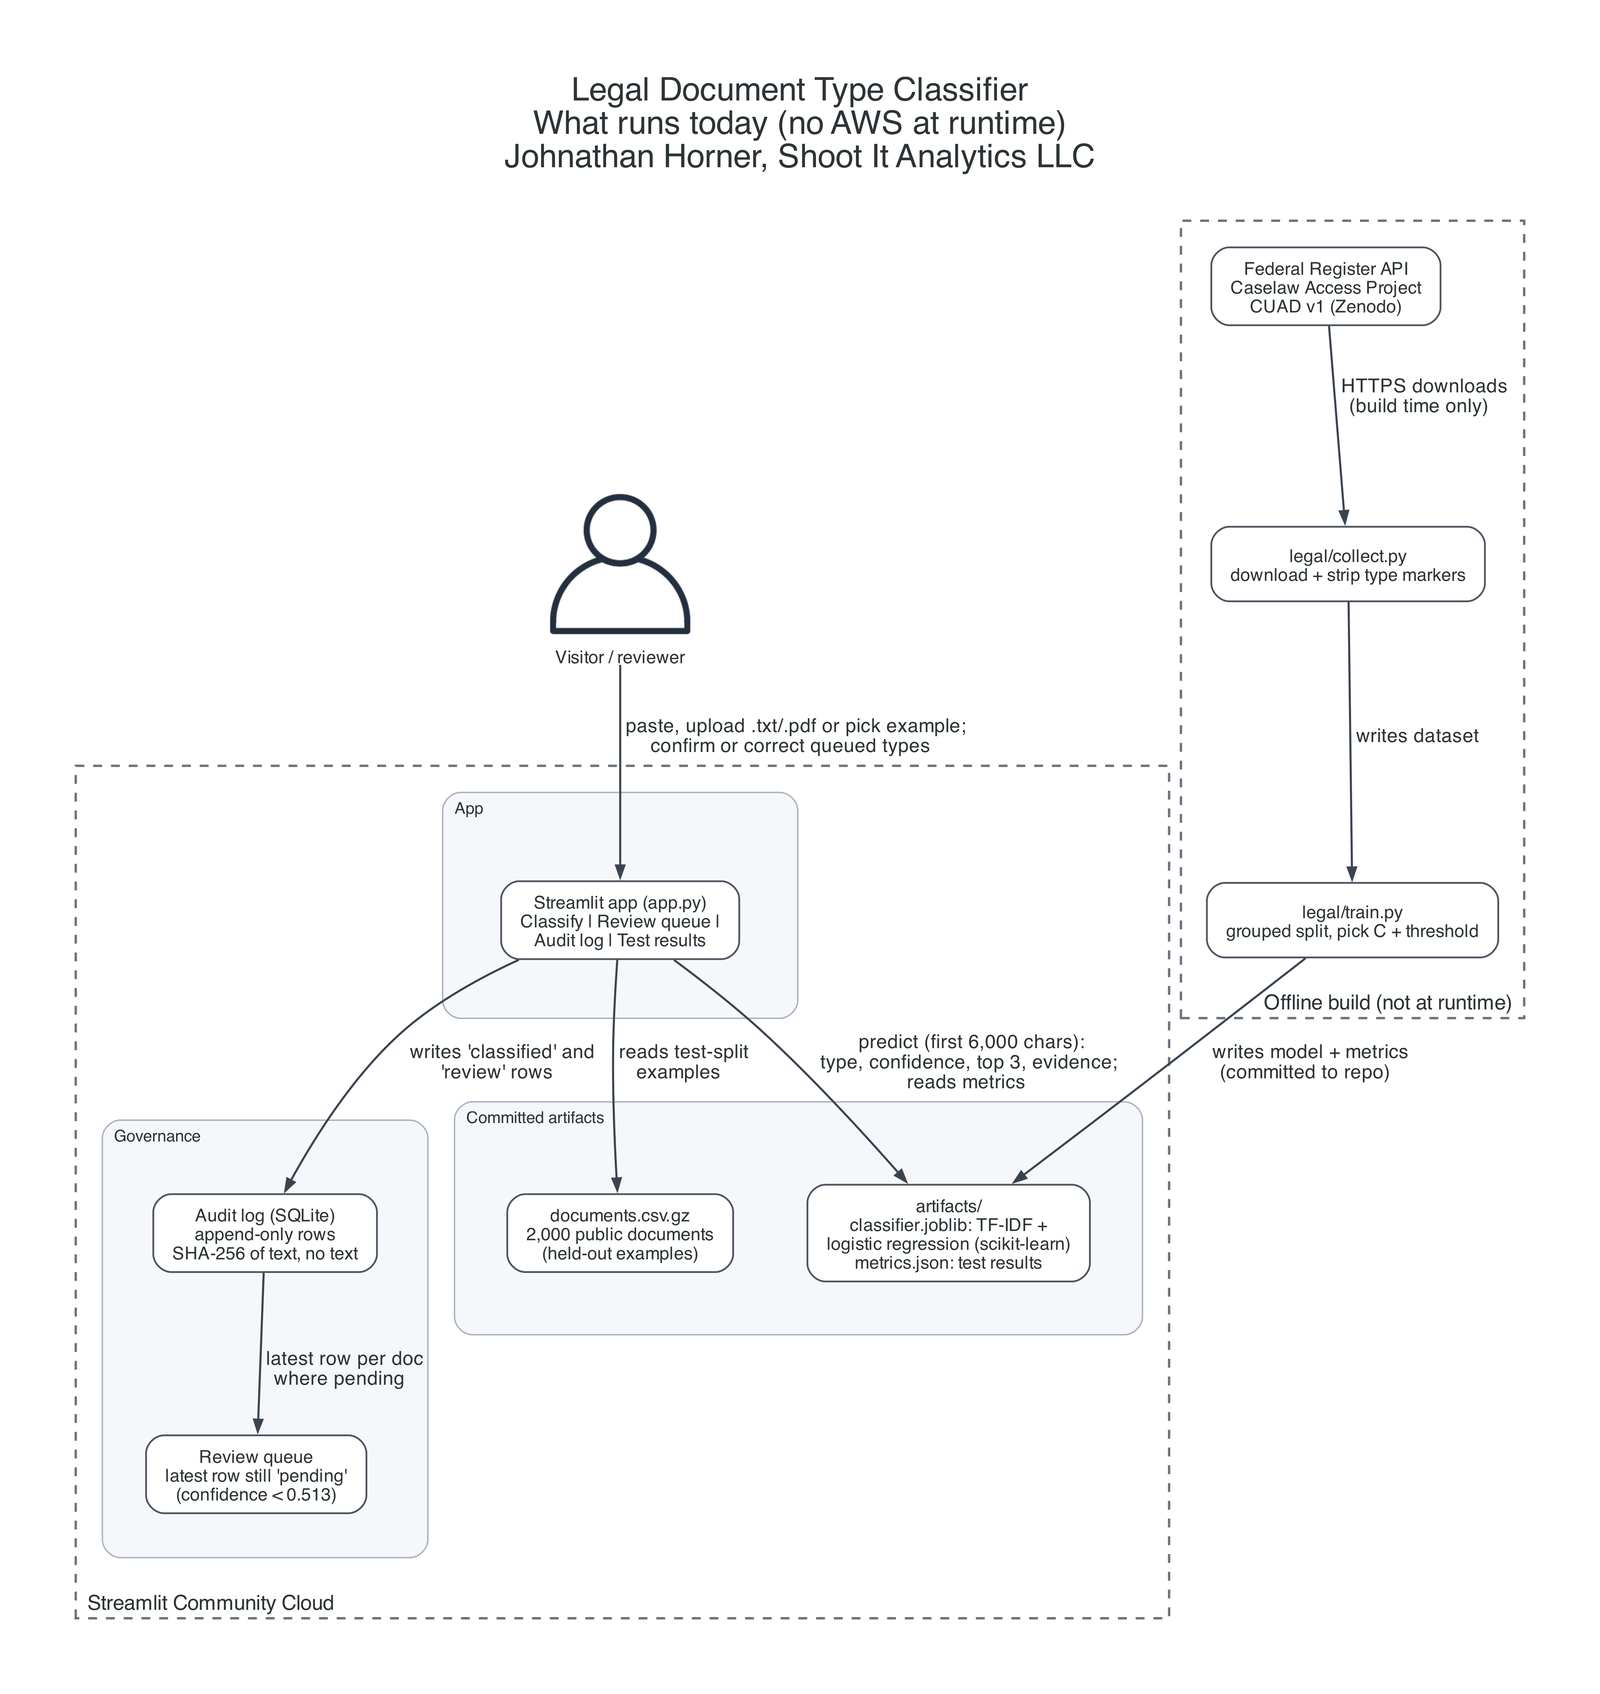 Legal Document Type Classifier
What runs today (no AWS at runtime)
Johnathan Horner, Shoot It Analytics LLC
Federal Register API
Caselaw Access Project
CUAD v1 (Zenodo)
HTTPS downloads
(build time only)
legal/collect.py
download + strip type markers
writes dataset
legal/train.py
grouped split, pick C + threshold
Offline build (not at runtime)
writes model + metrics
(committed to repo)
Visitor / reviewer
paste, upload .txt/.pdf or pick example;
confirm or correct queued types
App
Streamlit app (app.py)
Classify | Review queue |
Audit log | Test results
writes 'classified' and
'review' rows
reads test-split
examples
predict (first 6,000 chars):
type, confidence, top 3, evidence;
reads metrics
Governance
Audit log (SQLite)
append-only rows
SHA-256 of text, no text
latest row per doc
where pending
Review queue
latest row still 'pending'
(confidence < 0.513)
Committed artifacts
documents.csv.gz
2,000 public documents
(held-out examples)
artifacts/
classifier.joblib: TF-IDF +
logistic regression (scikit-learn)
metrics.json: test results
Streamlit Community Cloud